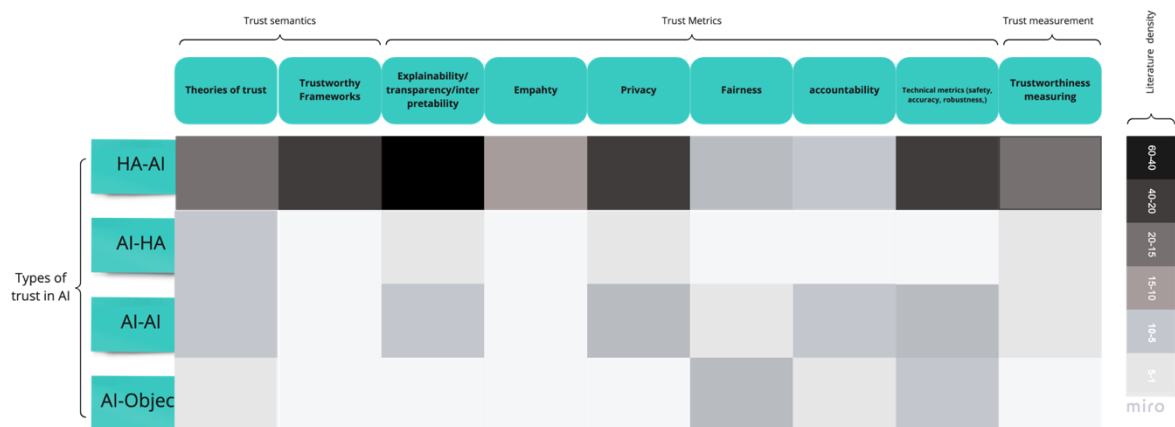 Trust semantics
Trust Metrics
Trust measurement
Literature density
Theories of trust
Trustworthy
Frameworks
Explainability/
transparency/inter
pretability
Empahty
Privacy
Fairness
accountability
Technical metrics (safety,
accuracy, robustness,)
Trustworthiness
measuring
HA-AI
AI-HA
AI-AI
AI-Objec
Types of
trust in AI
60-40
40-20
20-15
15-10
10-5
5-1
miro